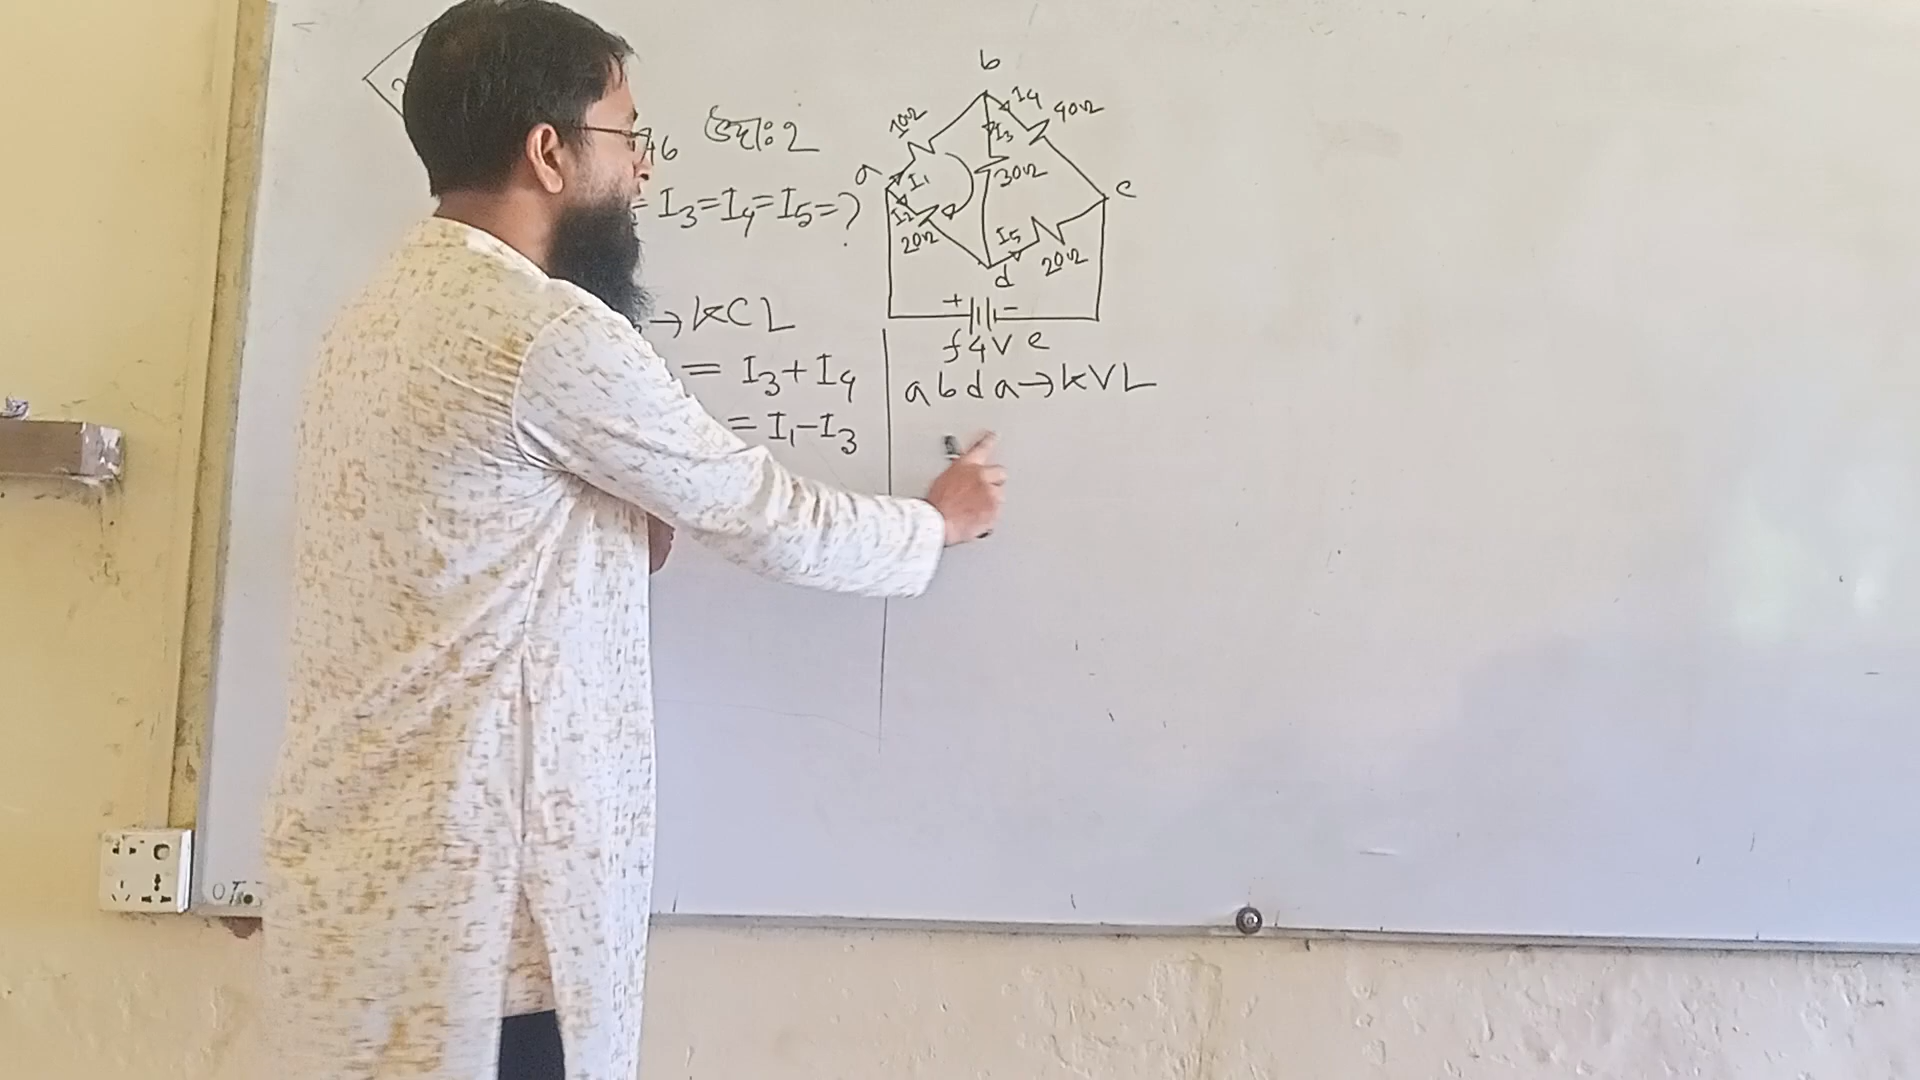 46 উদা: 2
= I₃=I₄=I₅=?
→KCL
= I₃+I₄
= I₁-I₃
b
10Ω
I₄
40Ω
I₃
30Ω
a
I₁
I₂
20Ω
c
I₅
20Ω
d
+ -
f 4V e
abda→KVL